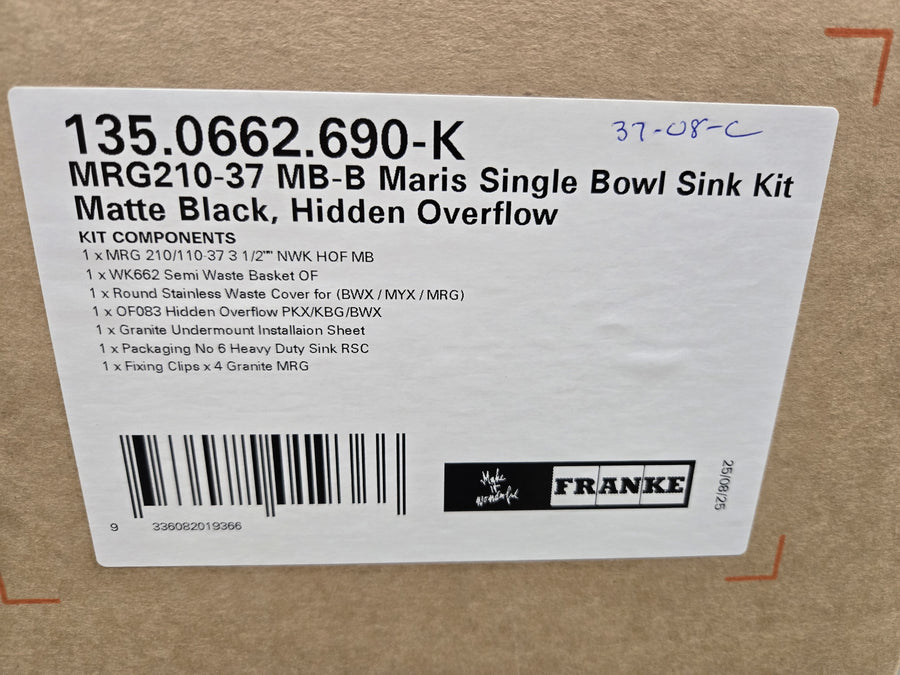 135.0662.690-K
37-08-C
MRG210-37 MB-B Maris Single Bowl Sink Kit
Matte Black, Hidden Overflow
KIT COMPONENTS
1 x MRG 210/110-37 3 1/2"" NWK HOF MB
1 x WK662 Semi Waste Basket OF
1 x Round Stainless Waste Cover for (BWX / MYX / MRG)
1 x OF083 Hidden Overflow PKX/KBG/BWX
1 x Granite Undermount Installaion Sheet
1 x Packaging No 6 Heavy Duty Sink RSC
1 x Fixing Clips x 4 Granite MRG
9 336082019366
Make
it
Wonderful
FRANKE
25/08/25